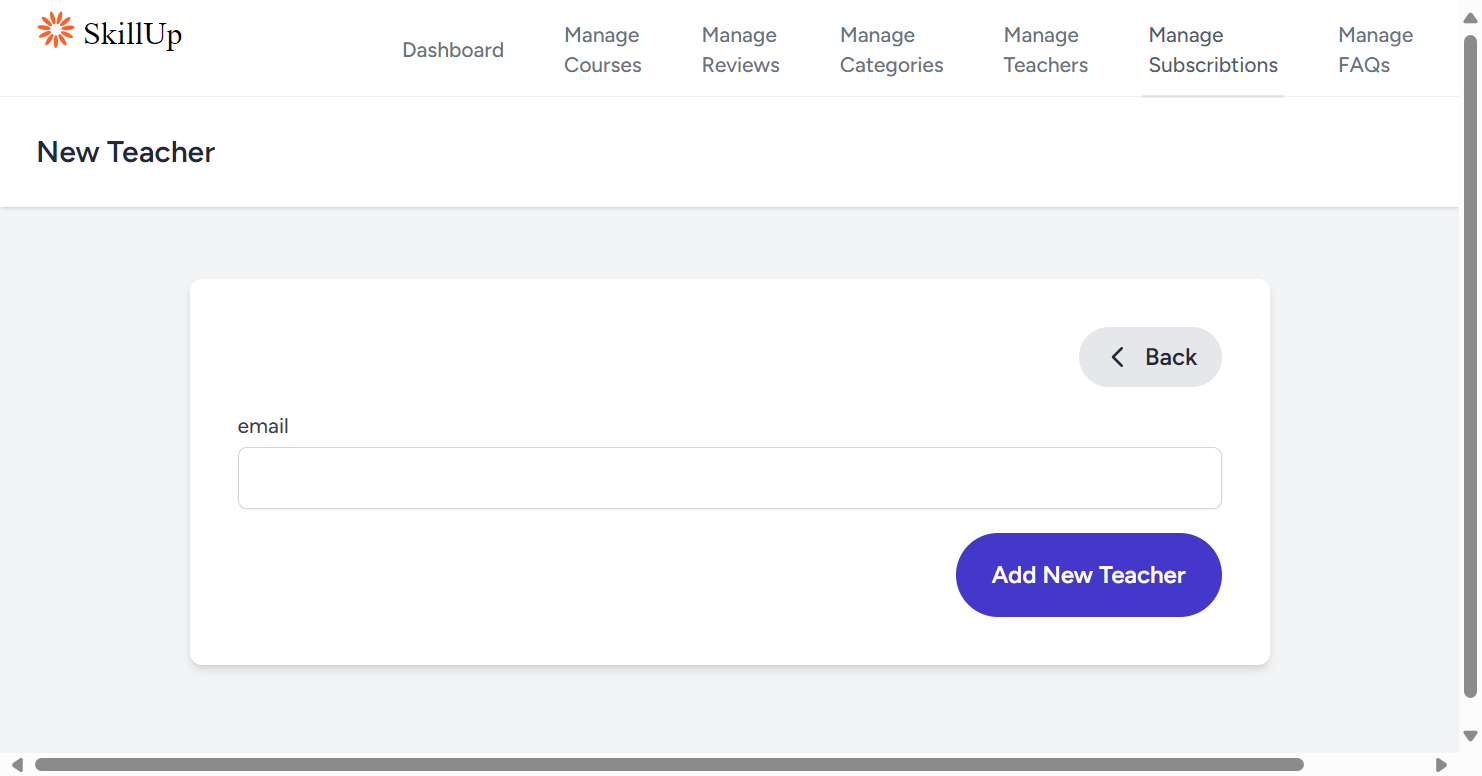 SkillUp
Dashboard
Manage
Courses
Manage
Reviews
Manage
Categories
Manage
Teachers
Manage
Subscribtions
Manage
FAQs
New Teacher
Back
email
Add New Teacher